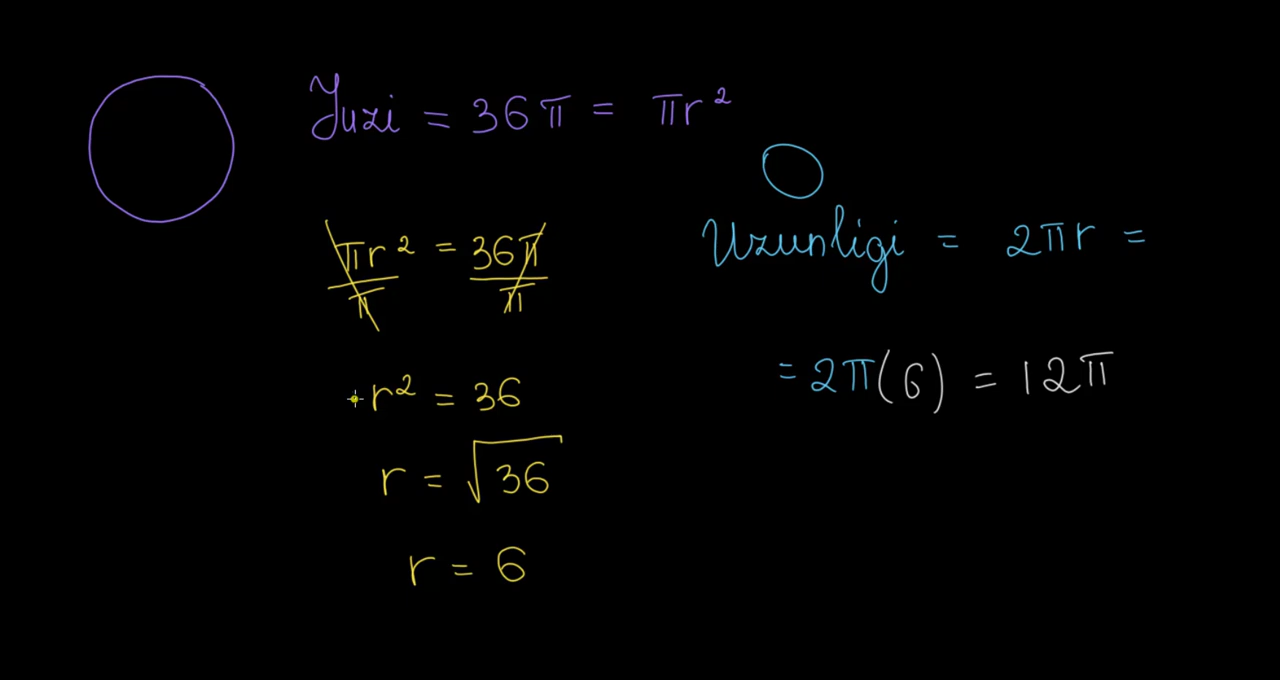 Yuzi = 36π = πr²
πr²/π = 36π/π
r² = 36
r = √36
r = 6
Uzunligi = 2πr =
= 2π(6) = 12π